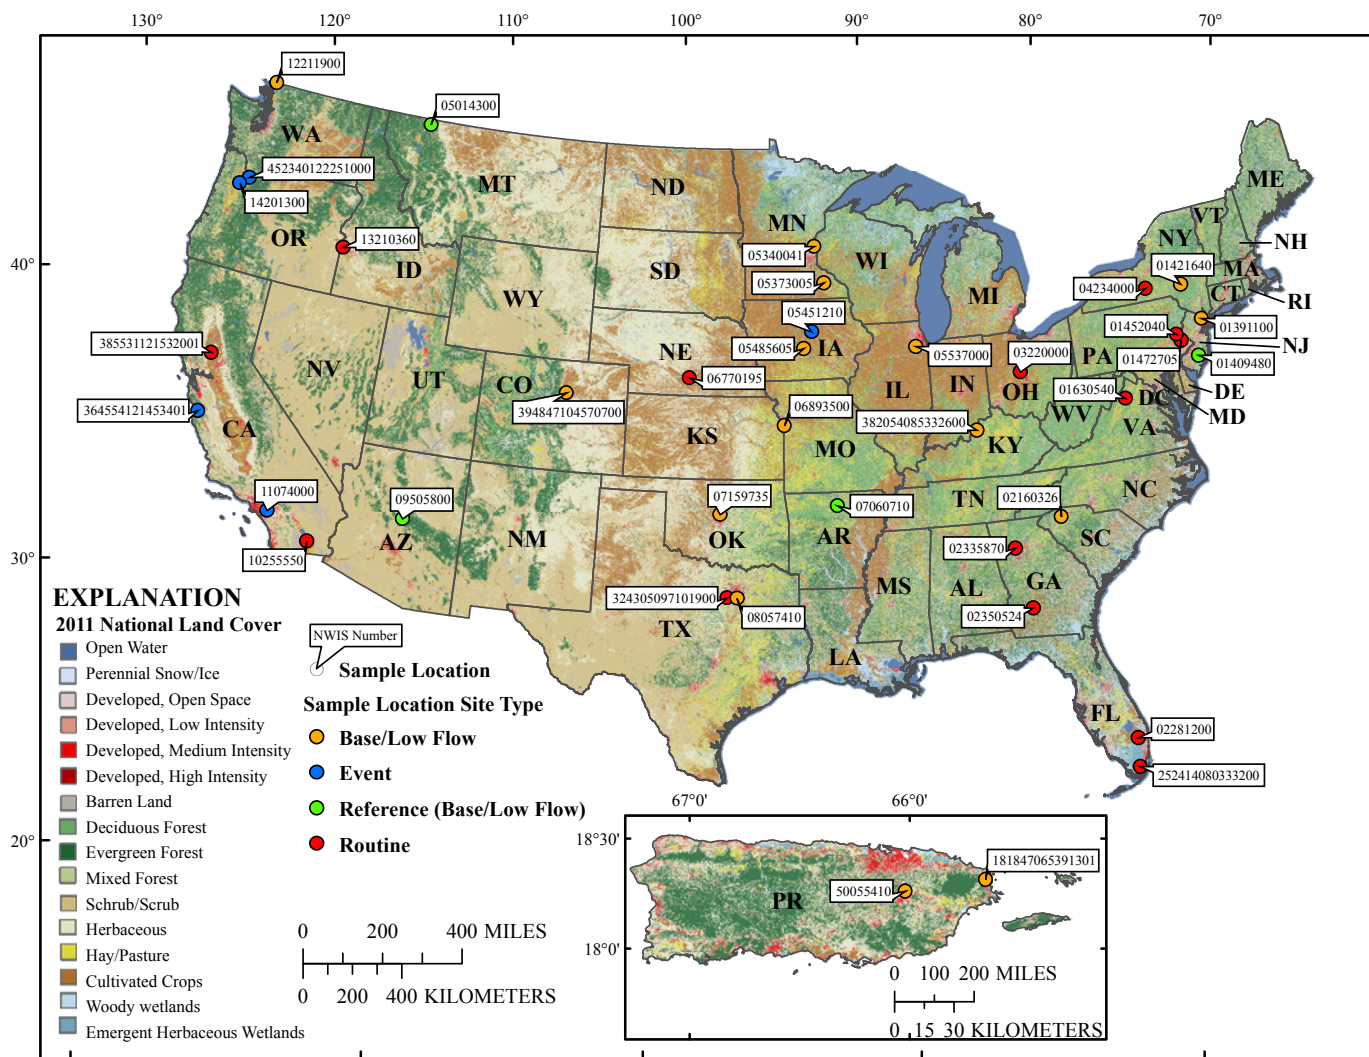 130°
120°
110°
100°
90°
80°
70°
40°
30°
20°
12211900
05014300
WA
452340122251000
14201300
MT
ND
MN
ME
VT
NY
NH
OR
13210360
ID
SD
05340041
WI
01421640
MA
05373005
MI
04234000
CT
RI
WY
05451210
01452040
01391100
385531121532001
NV
UT
NE
05485605
IA
05537000
03220000
PA
NJ
CO
06770195
IL
IN
OH
01472705
01409480
394847104570700
06893500
01630540
DC
DE
364554121453401
CA
KS
382054085332600
WV
MD
MO
KY
VA
11074000
09505800
07159735
07060710
TN
02160326
NC
AZ
NM
OK
AR
SC
10255550
02335870
MS
AL
GA
324305097101900
TX
08057410
02350524
LA
FL
02281200
252414080333200
EXPLANATION
2011 National Land Cover
Open Water
Perennial Snow/Ice
Developed, Open Space
Developed, Low Intensity
Developed, Medium Intensity
Developed, High Intensity
Barren Land
Deciduous Forest
Evergreen Forest
Mixed Forest
Schrub/Scrub
Herbaceous
Hay/Pasture
Cultivated Crops
Woody wetlands
Emergent Herbaceous Wetlands
NWIS Number
Sample Location
Sample Location Site Type
Base/Low Flow
Event
Reference (Base/Low Flow)
Routine
0 200 400 MILES
0 200 400 KILOMETERS
67°0'
66°0'
18°30'
18°0'
181847065391301
50055410
PR
0 100 200 MILES
0 15 30 KILOMETERS